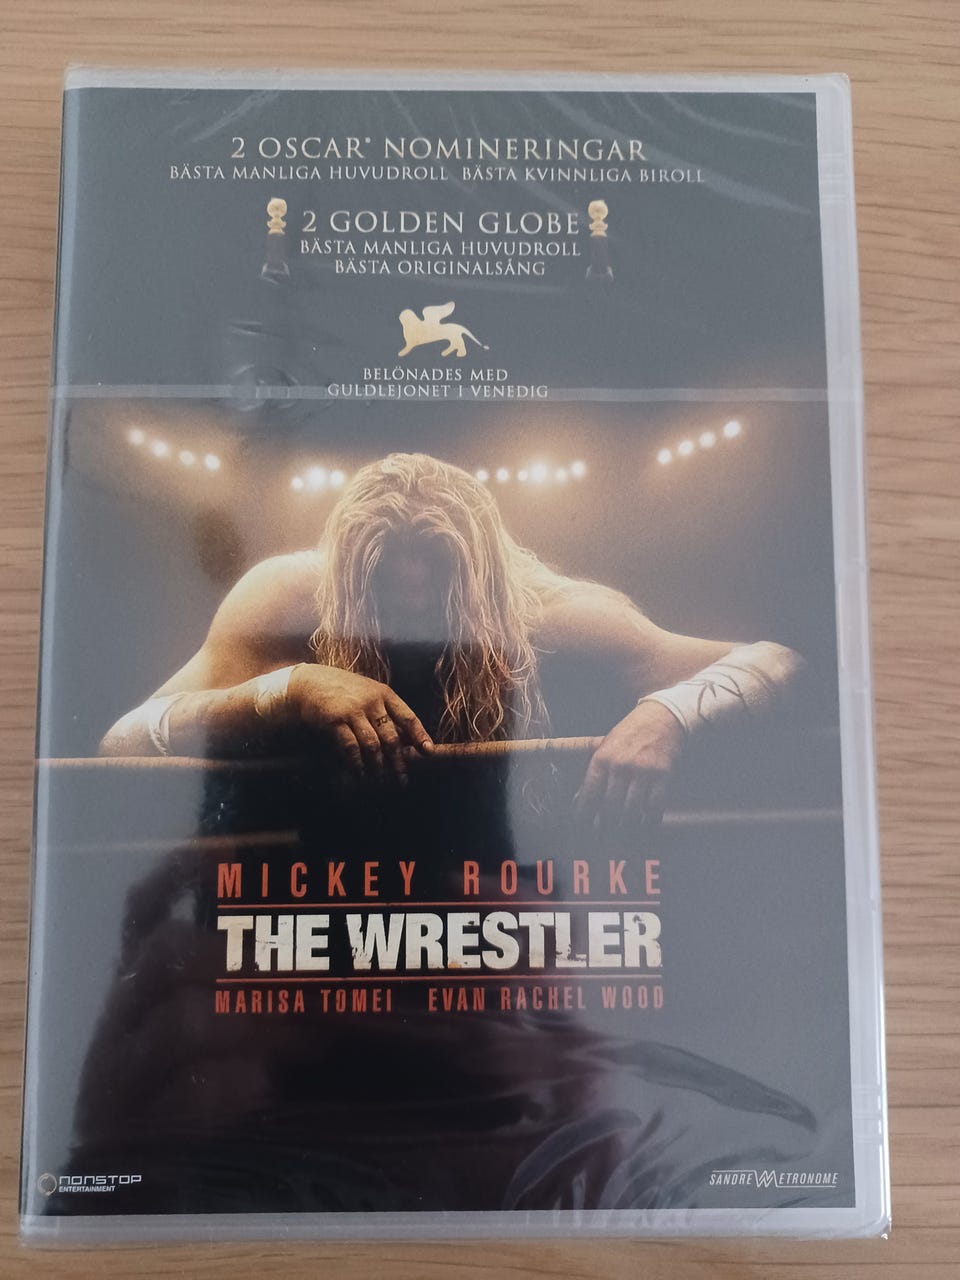 2 OSCAR® NOMINERINGAR
BÄSTA MANLIGA HUVUDROLL BÄSTA KVINNLIGA BIROLL
2 GOLDEN GLOBE
BÄSTA MANLIGA HUVUDROLL
BÄSTA ORIGINALSÅNG
BELÖNADES MED
GULDLEJONET I VENEDIG
MICKEY ROURKE
THE WRESTLER
MARISA TOMEI EVAN RACHEL WOOD
NONSTOP
ENTERTAINMENT
SANDREW METRONOME